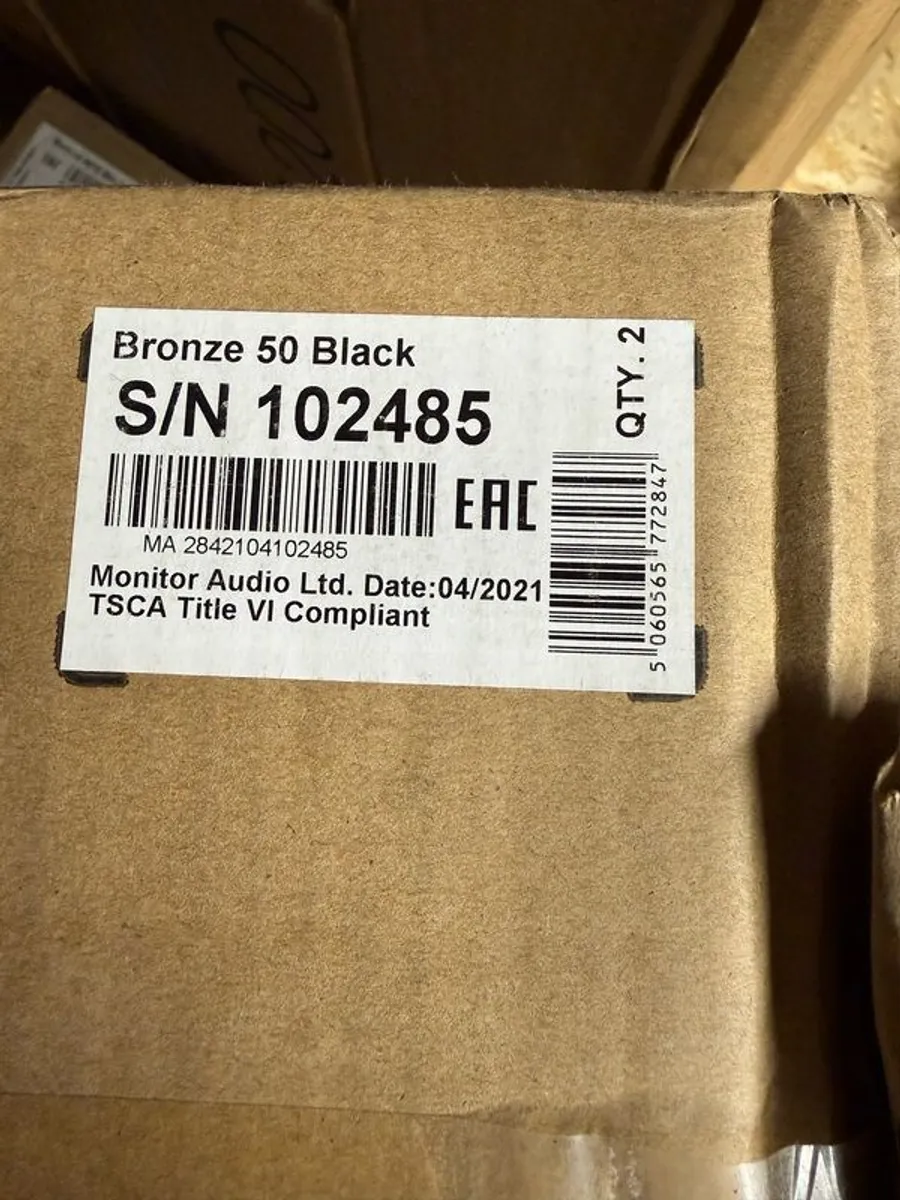 Bronze 50 Black
S/N 102485
QTY. 2
EAC
MA 2842104102485
Monitor Audio Ltd. Date:04/2021
TSCA Title VI Compliant
5 060565 772847